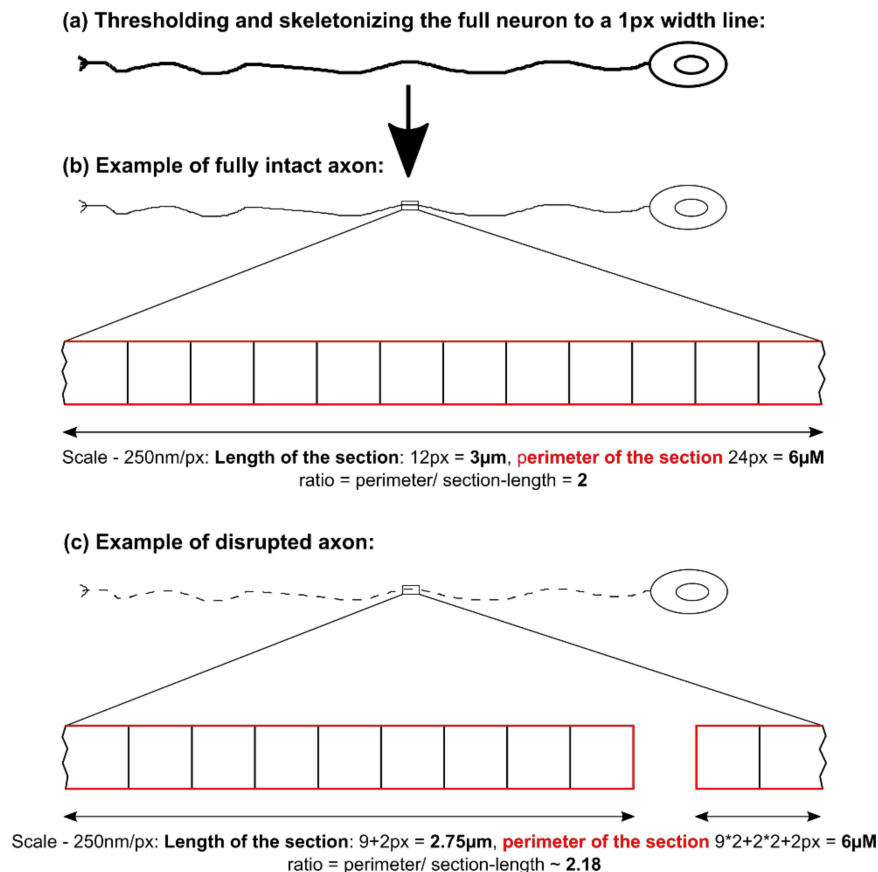 (a) Thresholding and skeletonizing the full neuron to a 1px width line:
(b) Example of fully intact axon:
Scale - 250nm/px: Length of the section: 12px = 3µm, perimeter of the section 24px = 6µM
ratio = perimeter/ section-length = 2
(c) Example of disrupted axon:
Scale - 250nm/px: Length of the section: 9+2px = 2.75µm, perimeter of the section 9*2+2*2+2px = 6µM
ratio = perimeter/ section-length ~ 2.18